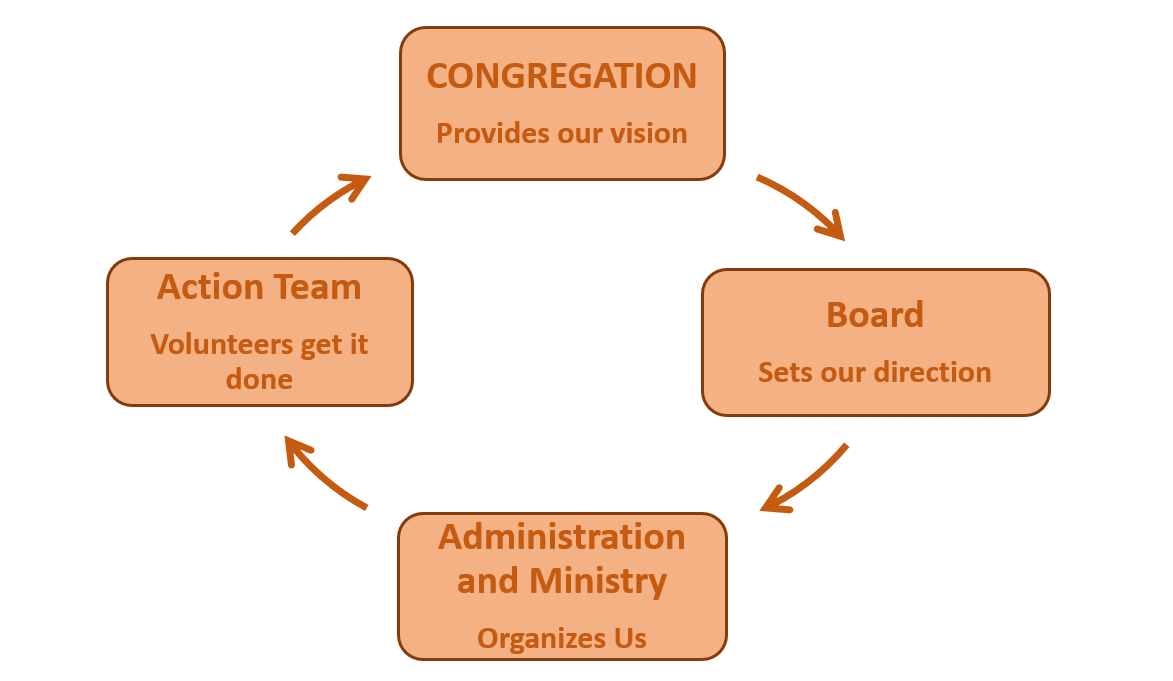 CONGREGATION
Provides our vision
Board
Sets our direction
Administration
and Ministry
Organizes Us
Action Team
Volunteers get it
done